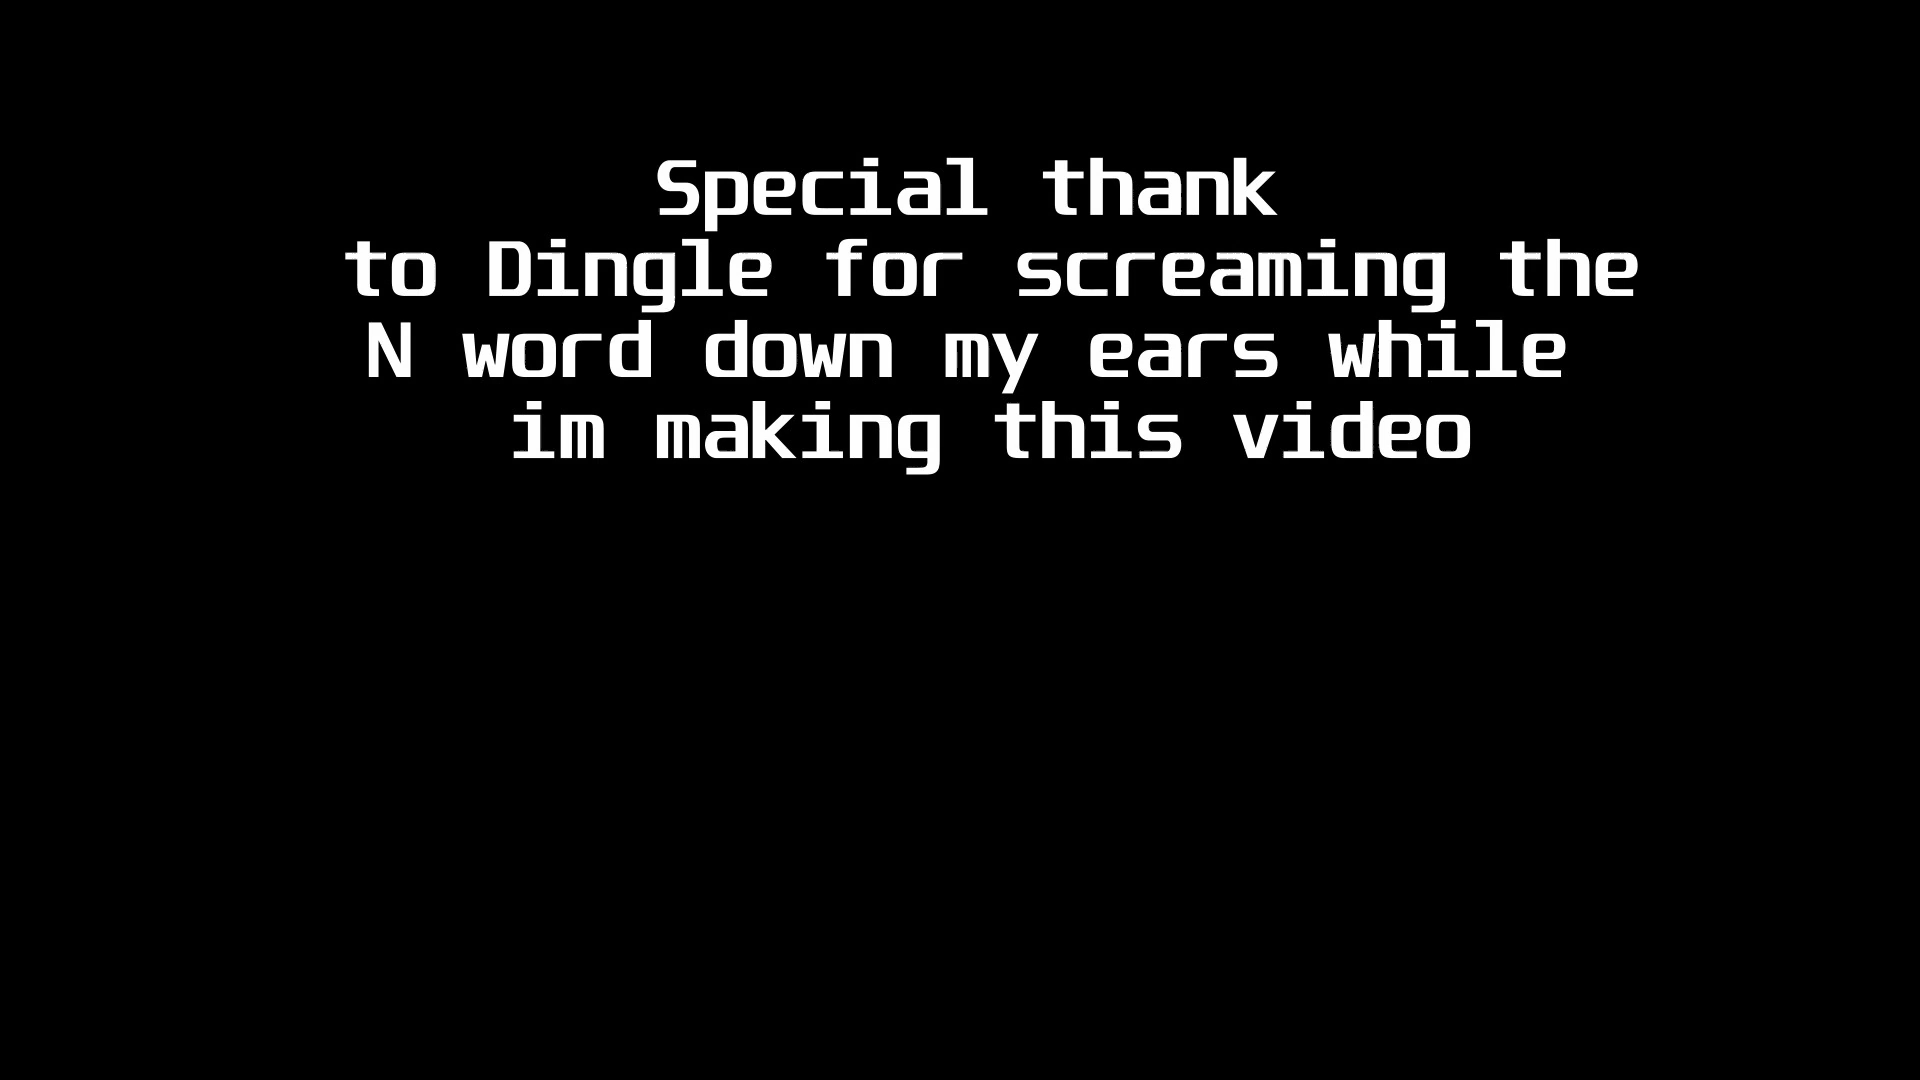 Special thank
to Dingle for screaming the
N word down my ears while
im making this video